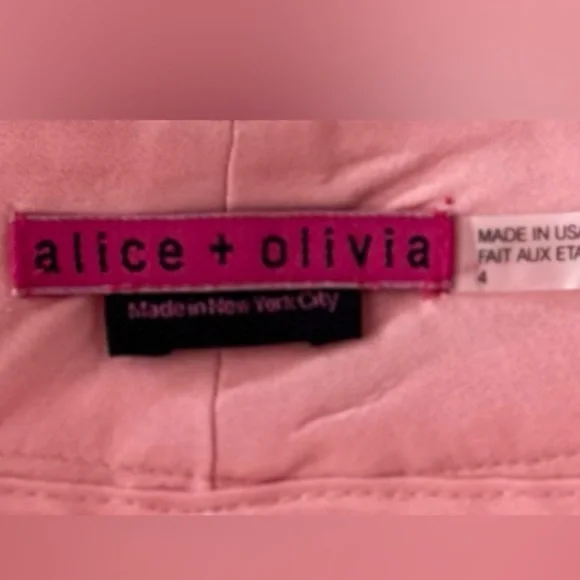 alice + olivia
Made in New York City
MADE IN USA
FAIT AUX ETA
4